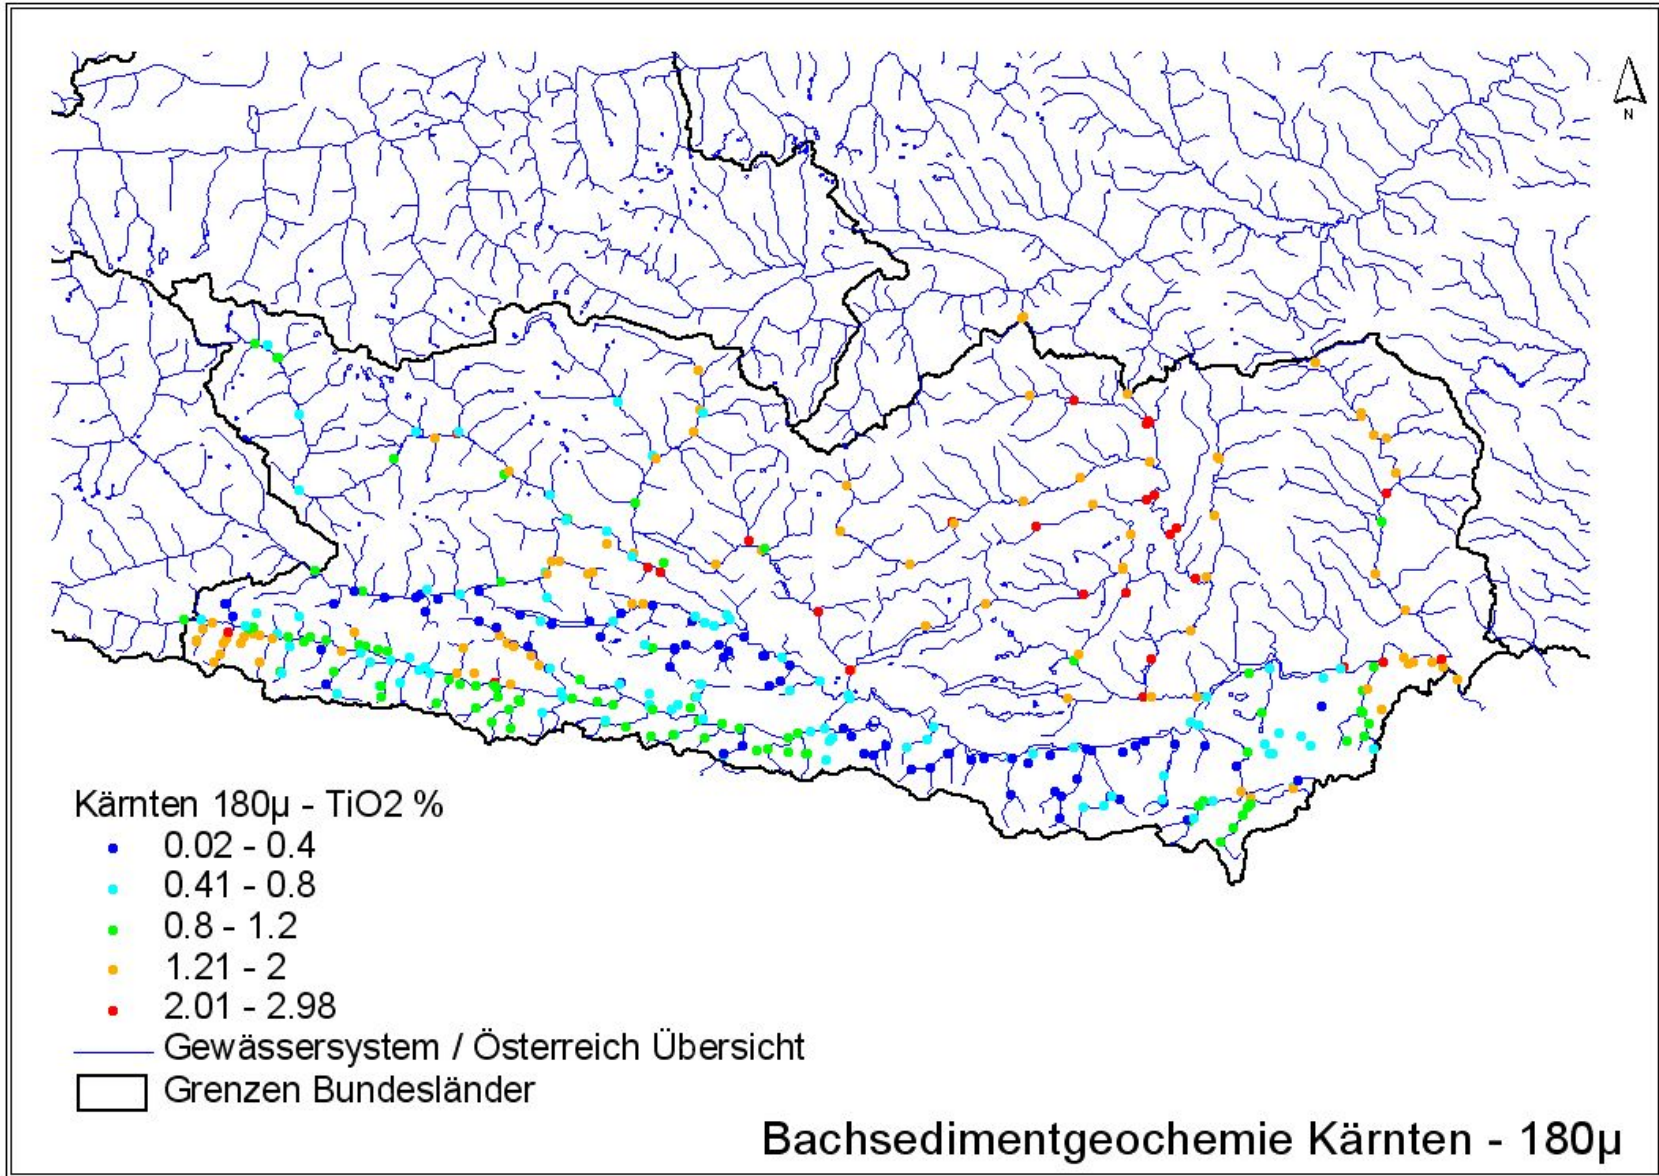 N
Kärnten 180µ - TiO2 %
0.02 - 0.4
0.41 - 0.8
0.8 - 1.2
1.21 - 2
2.01 - 2.98
Gewässersystem / Österreich Übersicht
Grenzen Bundesländer
Bachsedimentgeochemie Kärnten - 180µ